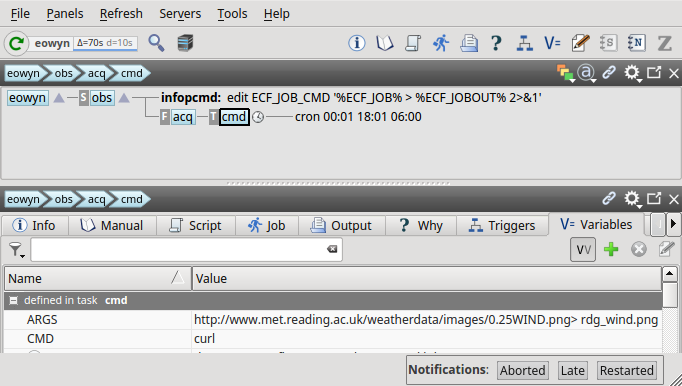 File Panels Refresh Servers Tools Help
eowyn Δ=70s d=10s
eowyn obs acq cmd
eowyn S obs infopcmd: edit ECF_JOB_CMD '%ECF_JOB% > %ECF_JOBOUT% 2>&1'
F acq T cmd cron 00:01 18:01 06:00
eowyn obs acq cmd
Info Manual Script Job Output ? Why Triggers V= Variables
Name Value
defined in task cmd
ARGS http://www.met.reading.ac.uk/weatherdata/images/0.25WIND.png> rdg_wind.png
CMD curl
Notifications: Aborted Late Restarted